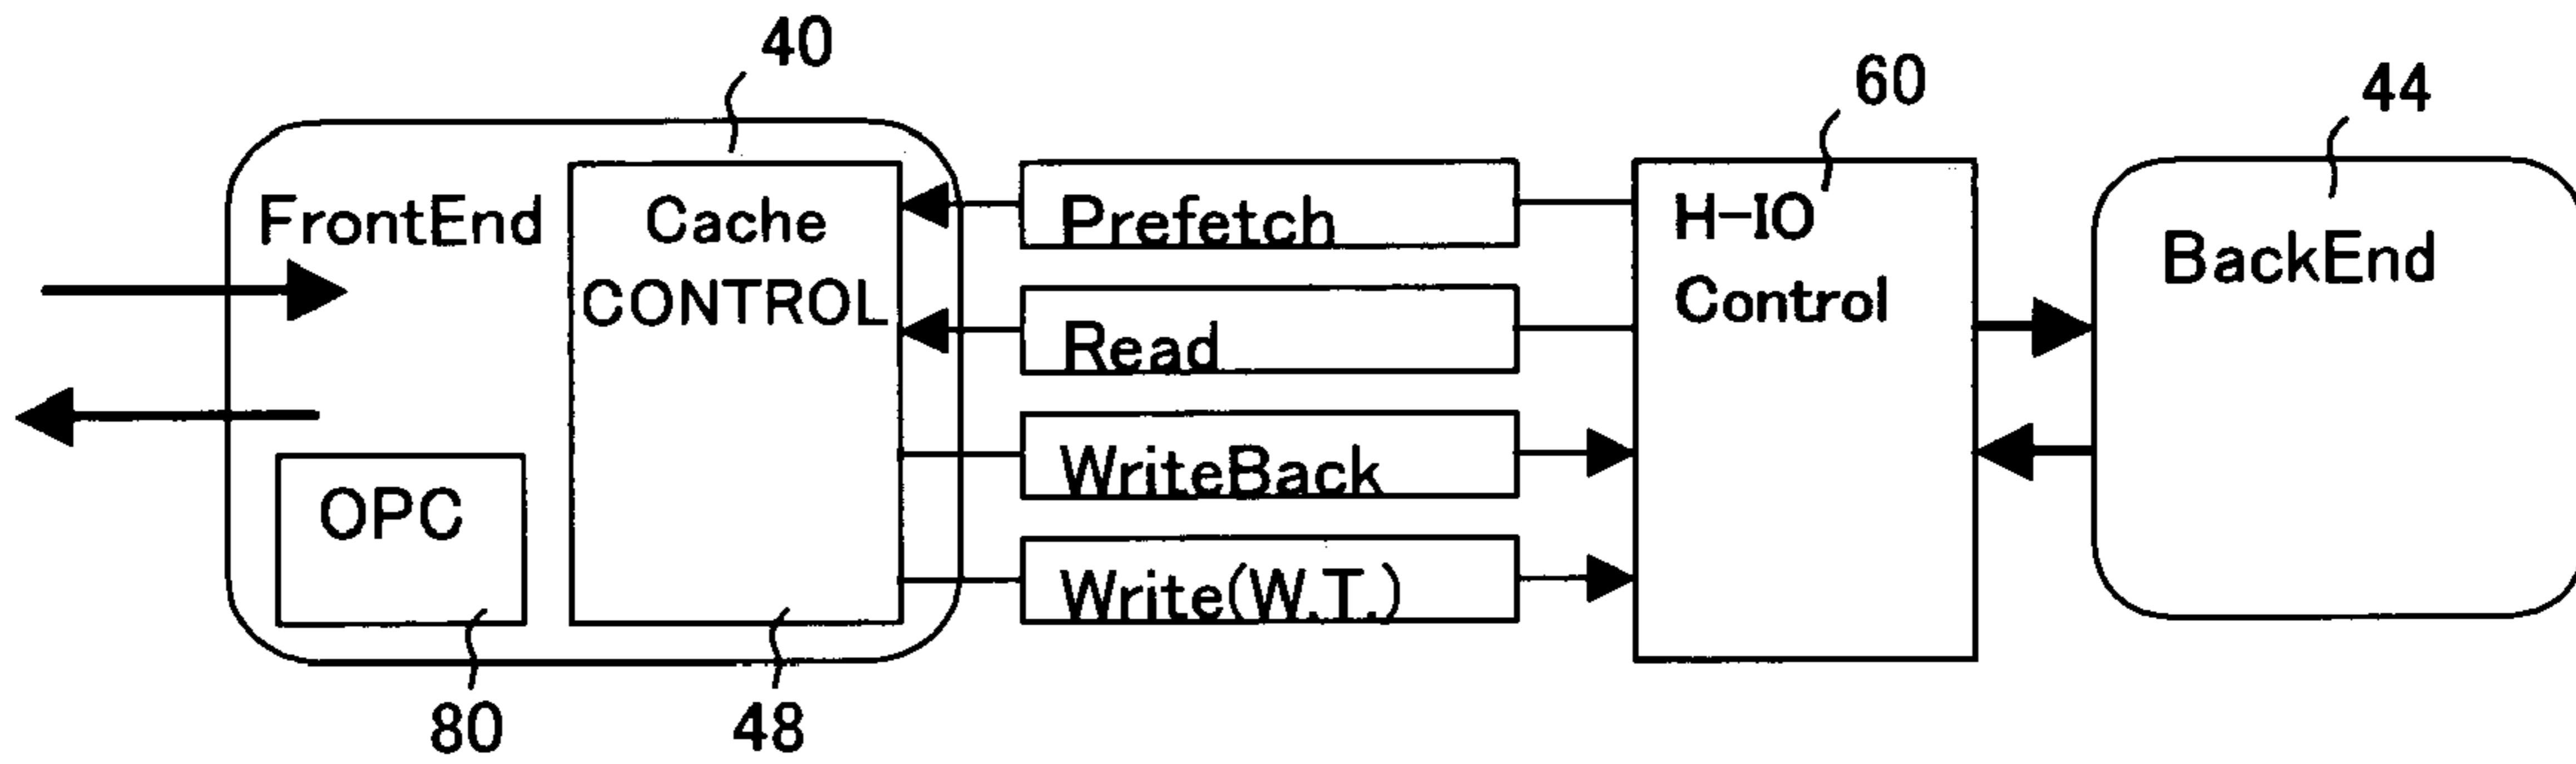 40
60
44
FrontEnd
Cache
CONTROL
Prefetch
Read
WriteBack
Write(W.T.)
H-IO
Control
BackEnd
OPC
80
48